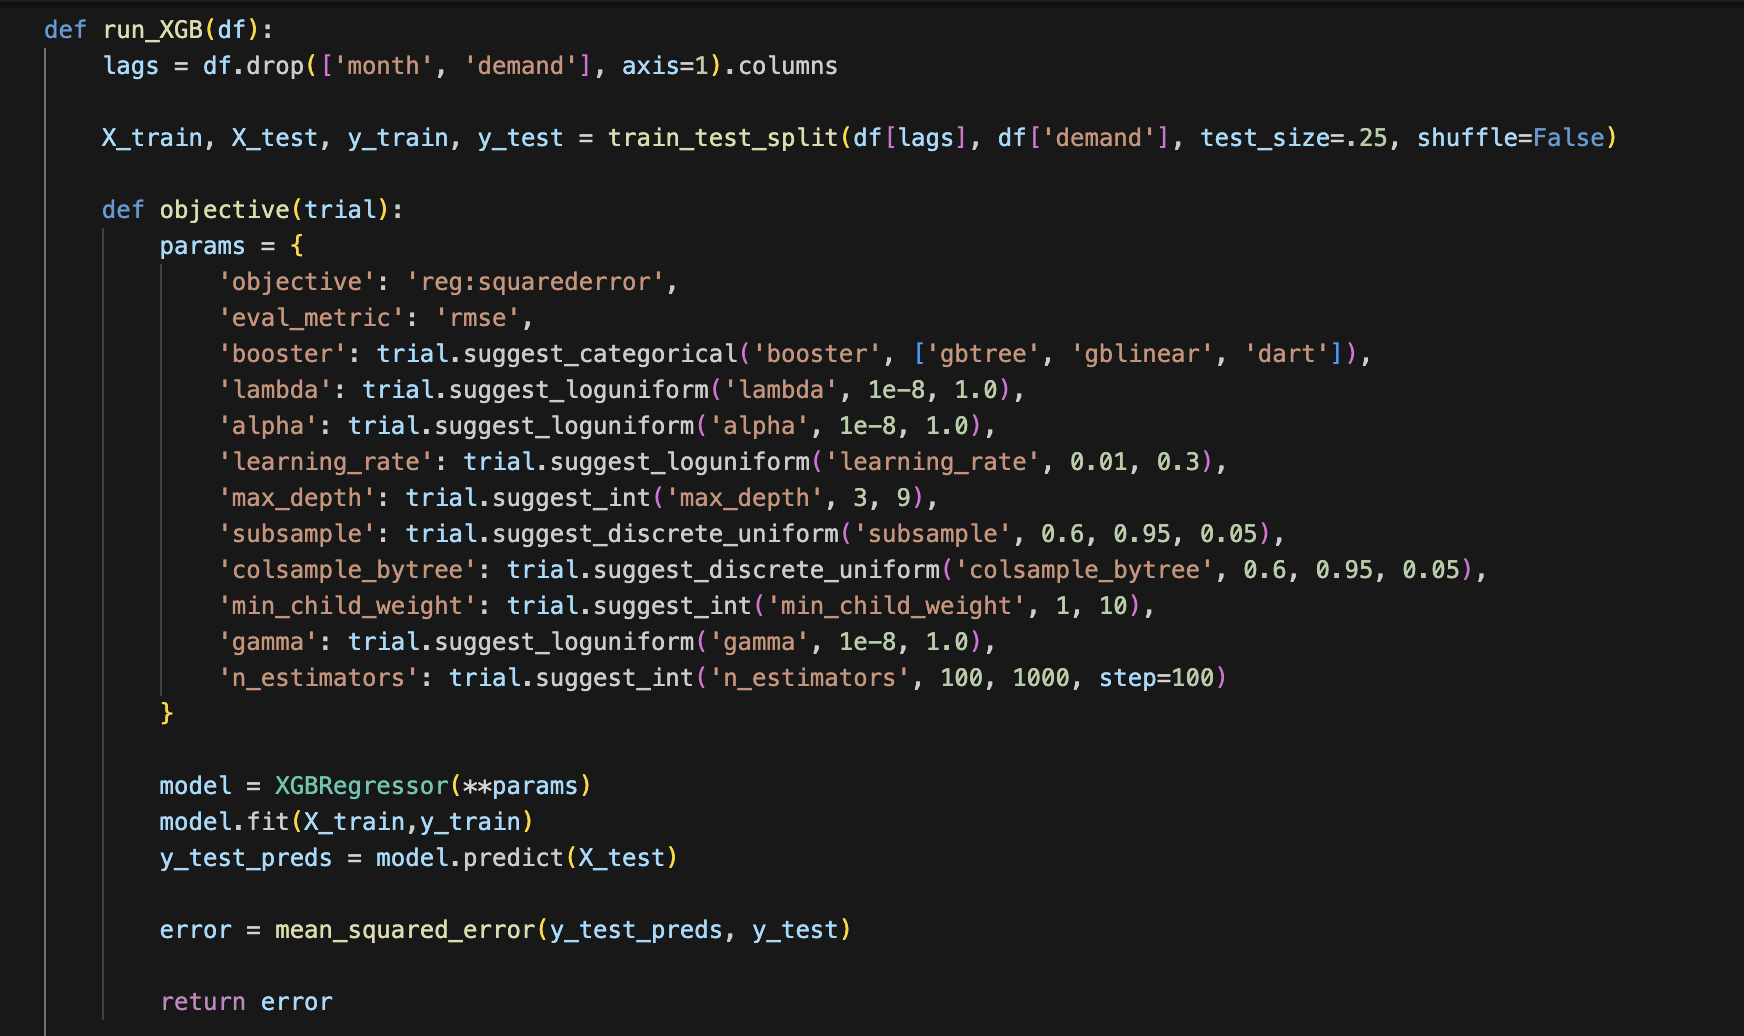 def run_XGB(df):
    lags = df.drop(['month', 'demand'], axis=1).columns

    X_train, X_test, y_train, y_test = train_test_split(df[lags], df['demand'], test_size=.25, shuffle=False)

    def objective(trial):
        params = {
            'objective': 'reg:squarederror',
            'eval_metric': 'rmse',
            'booster': trial.suggest_categorical('booster', ['gbtree', 'gblinear', 'dart']),
            'lambda': trial.suggest_loguniform('lambda', 1e-8, 1.0),
            'alpha': trial.suggest_loguniform('alpha', 1e-8, 1.0),
            'learning_rate': trial.suggest_loguniform('learning_rate', 0.01, 0.3),
            'max_depth': trial.suggest_int('max_depth', 3, 9),
            'subsample': trial.suggest_discrete_uniform('subsample', 0.6, 0.95, 0.05),
            'colsample_bytree': trial.suggest_discrete_uniform('colsample_bytree', 0.6, 0.95, 0.05),
            'min_child_weight': trial.suggest_int('min_child_weight', 1, 10),
            'gamma': trial.suggest_loguniform('gamma', 1e-8, 1.0),
            'n_estimators': trial.suggest_int('n_estimators', 100, 1000, step=100)
        }

        model = XGBRegressor(**params)
        model.fit(X_train,y_train)
        y_test_preds = model.predict(X_test)

        error = mean_squared_error(y_test_preds, y_test)

        return error